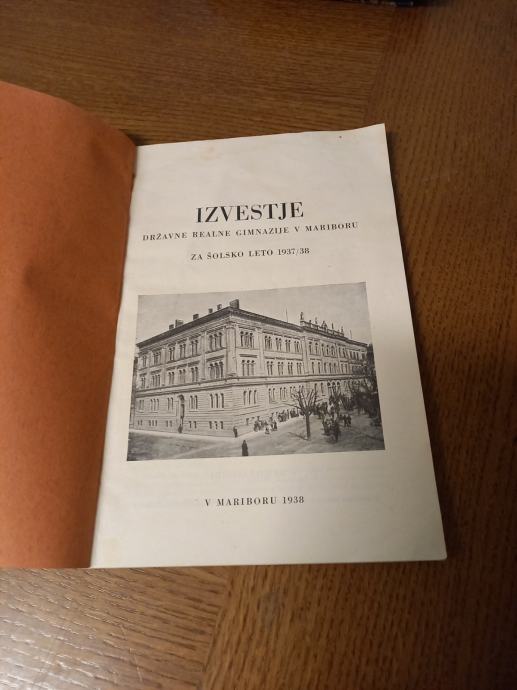 IZVESTJE
DRŽAVNE REALNE GIMNAZIJE V MARIBORU
ZA ŠOLSKO LETO 1937/38
V MARIBORU 1938